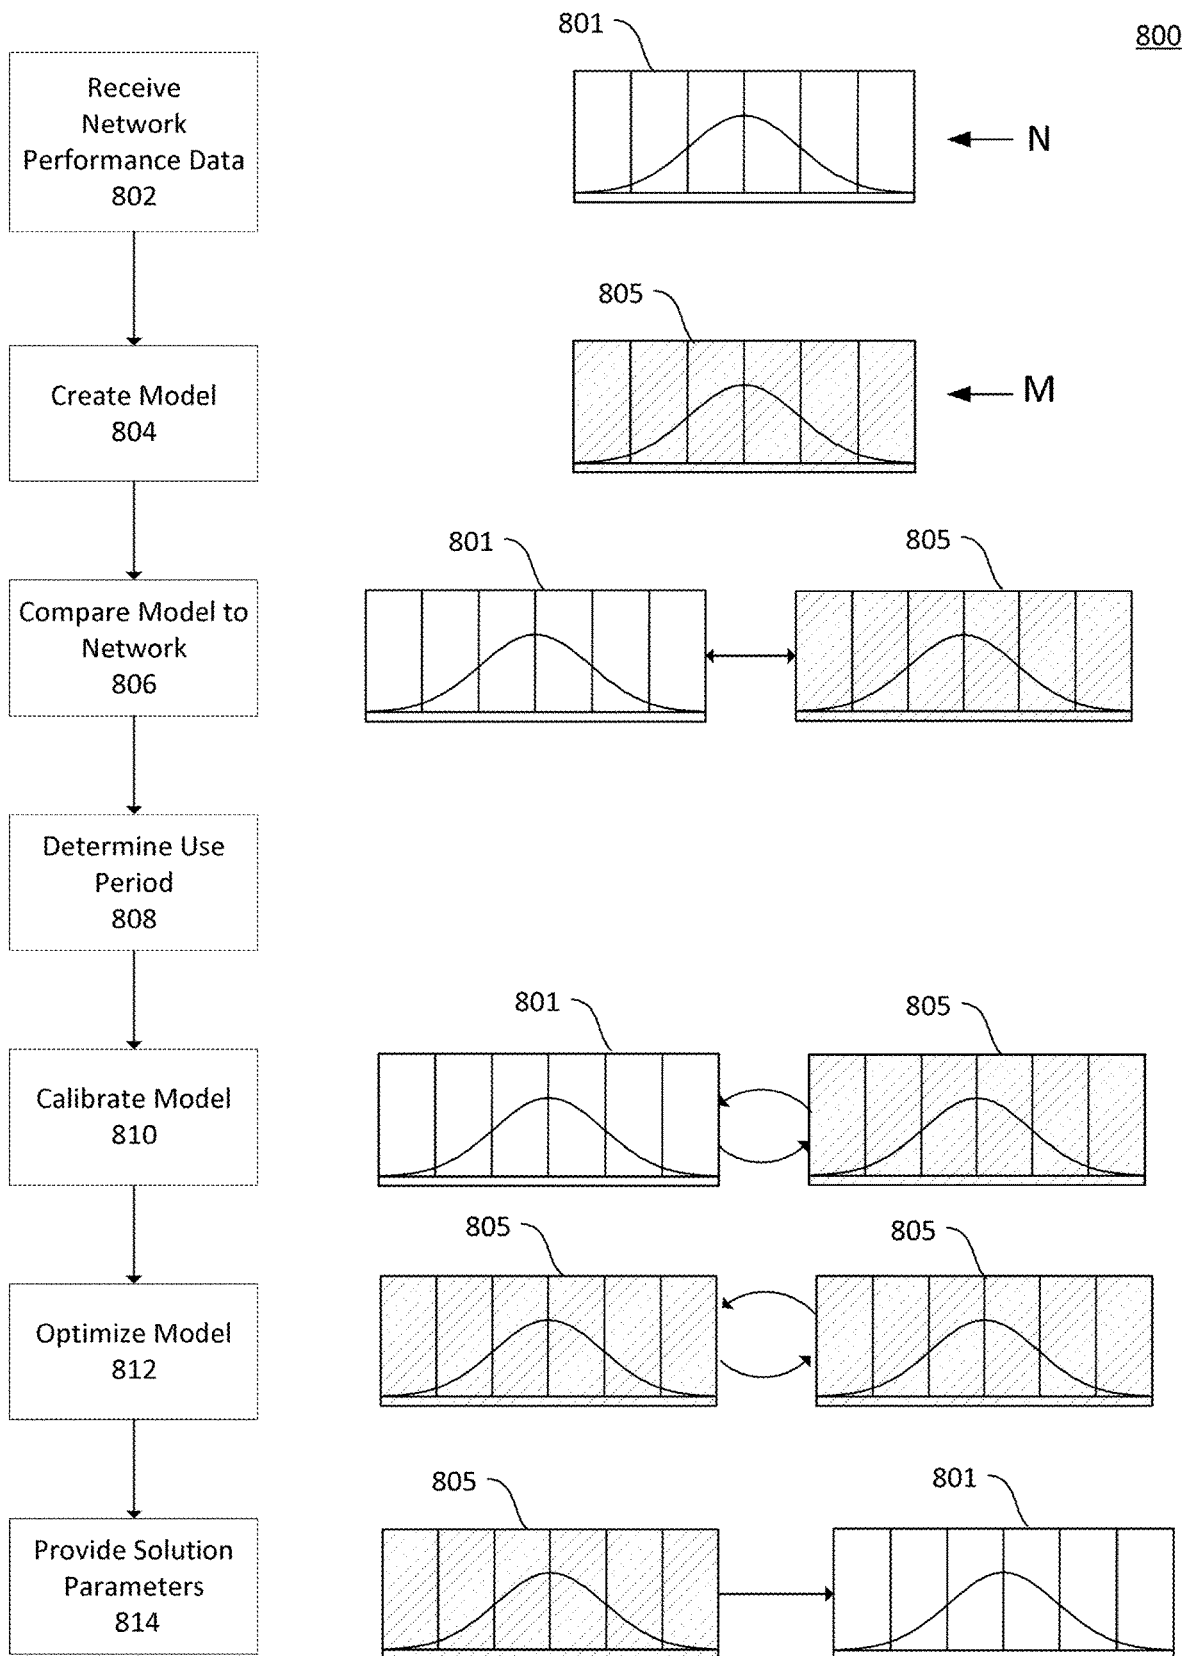 801
800
Receive
Network
Performance Data
802
N
805
Create Model
804
M
801
805
Compare Model to
Network
806
Determine Use
Period
808
801
805
Calibrate Model
810
805
805
Optimize Model
812
805
801
Provide Solution
Parameters
814